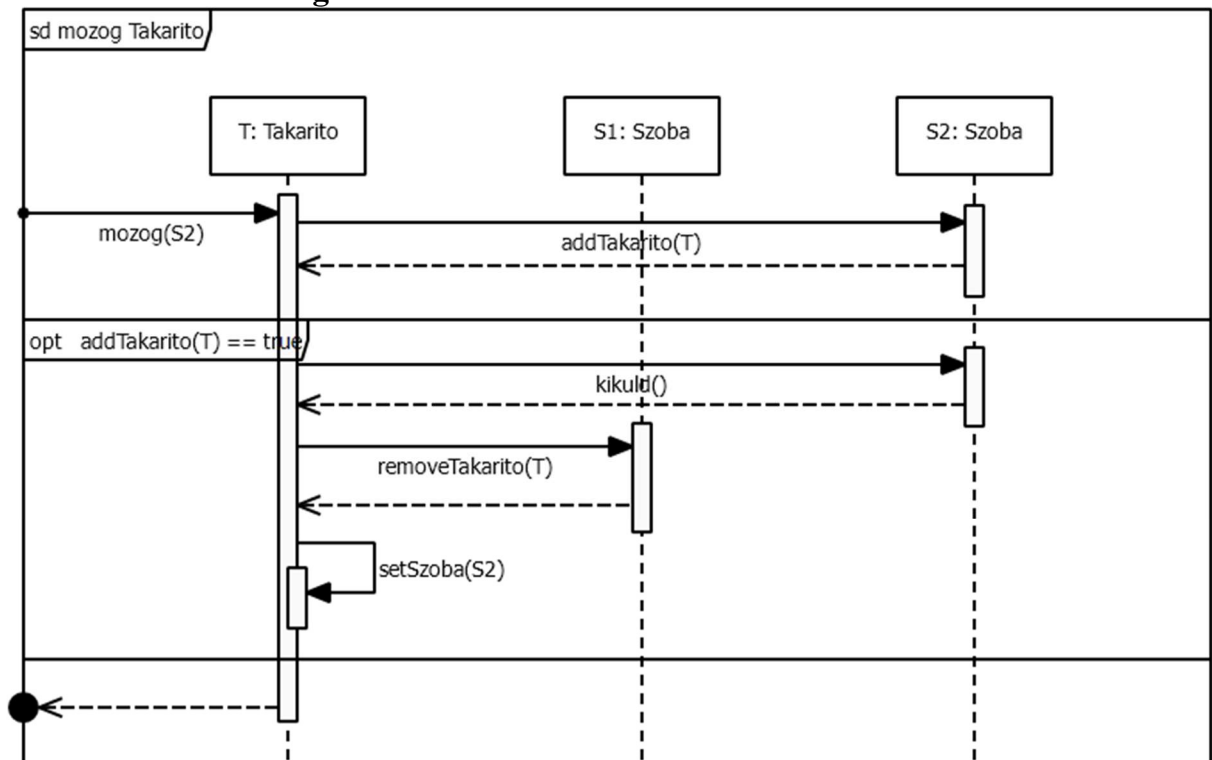 g
sd mozog Takarito
T: Takarito
S1: Szoba
S2: Szoba
mozog(S2)
addTakarito(T)
opt addTakarito(T) == true
kikuld()
removeTakarito(T)
setSzoba(S2)